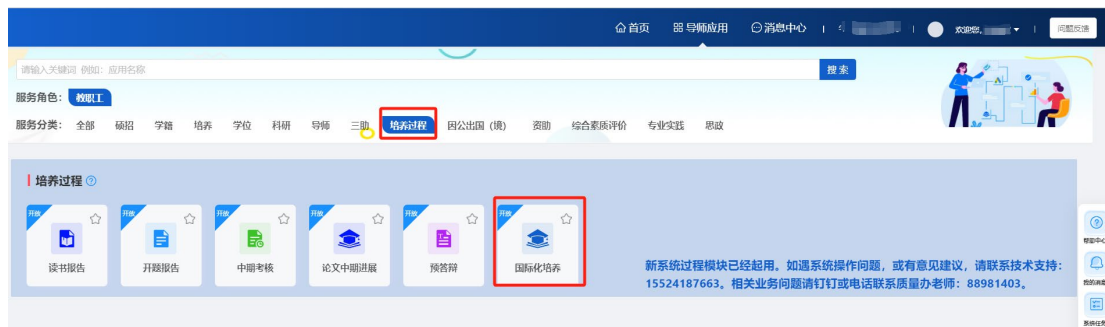 首页 导师应用 消息中心 欢迎您, 问题反馈
请输入关键词 例如：应用名称 搜索
服务角色： 教职工
服务分类： 全部 硕招 学籍 培养 学位 科研 导师 三助 培养过程 因公出国（境） 资助 综合素质评价 专业实践 思政
培养过程
开放 开放 开放 开放 开放 开放
读书报告 开题报告 中期考核 论文中期进展 预答辩 国际化培养
新系统过程模块已经起用。如遇系统操作问题，或有意见建议，请联系技术支持：
15524187663。相关业务问题请钉钉或电话联系质量办老师：88981403。
帮助中心
我的消息
系统任务